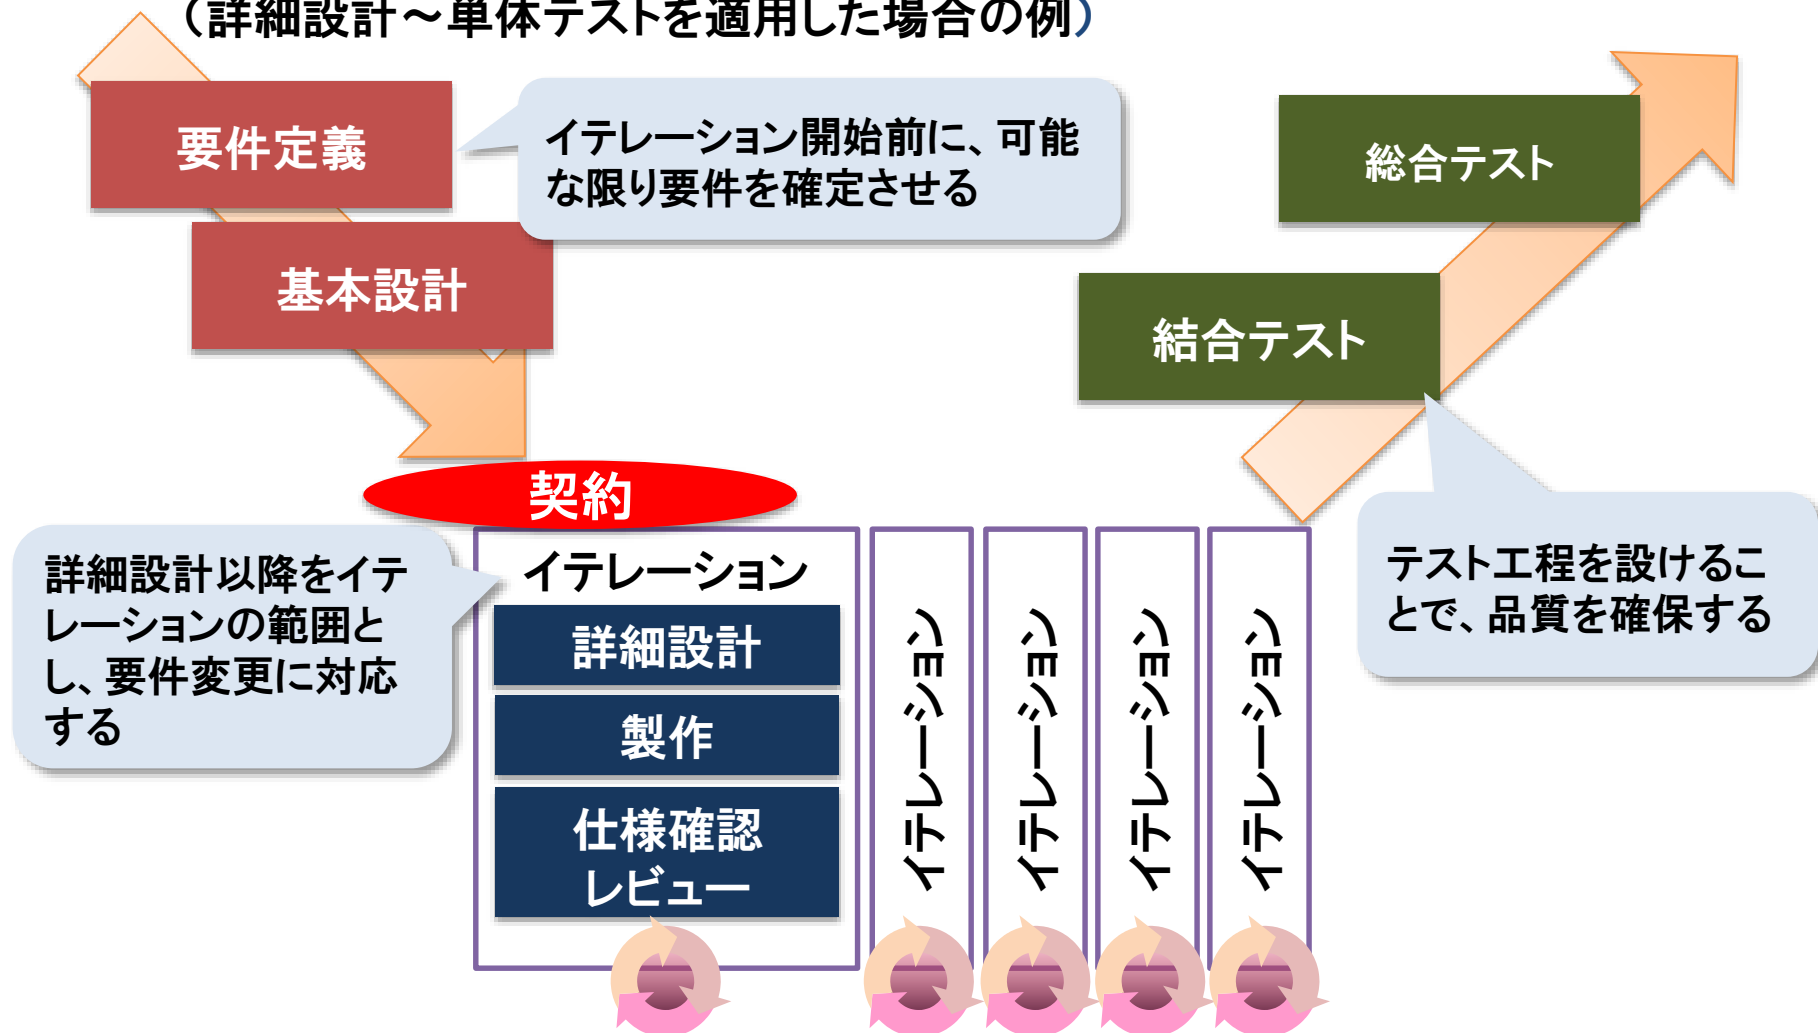 （詳細設計～単体テストを適用した場合の例）
要件定義
イテレーション開始前に、可能
な限り要件を確定させる
基本設計
総合テスト
結合テスト
契約
詳細設計以降をイテ
レーションの範囲と
し、要件変更に対応
する
イテレーション
詳細設計
製作
仕様確認
レビュー
イテレーション
イテレーション
イテレーション
イテレーション
テスト工程を設けるこ
とで、品質を確保する